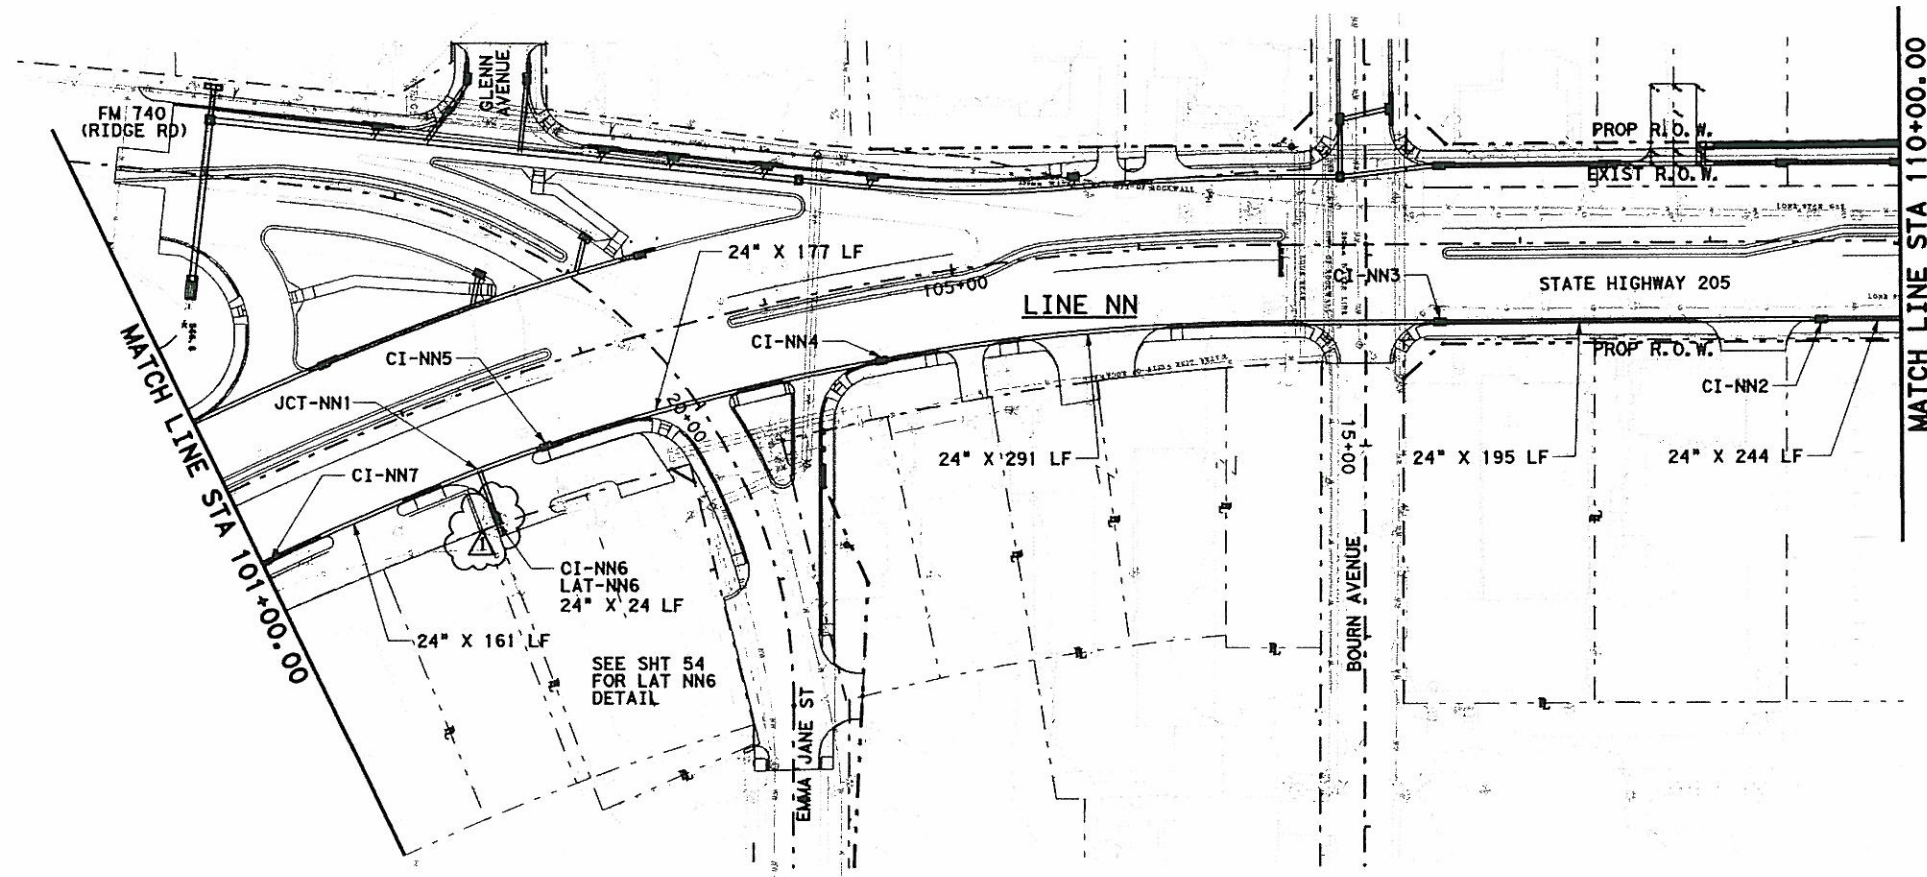 GLENN
AVENUE
FM 740
(RIDGE RD)
PROP R.O.W.
EXIST R.O.W.
MATCH LINE STA 110+00.00
LONE STAR GAS
24" X 177 LF
105+00
LINE NN
CI-NN3
STATE HIGHWAY 205
CI-NN5
CI-NN4
PROP R.O.W.
CI-NN2
JCT-NN1
20+00
15+00
CI-NN7
24" X 291 LF
24" X 195 LF
24" X 244 LF
MATCH LINE STA 101+00.00
1
CI-NN6
LAT-NN6
24" X 24 LF
24" X 161 LF
SEE SHT 54
FOR LAT NN6
DETAIL
BOURN AVENUE
EMMA JANE ST